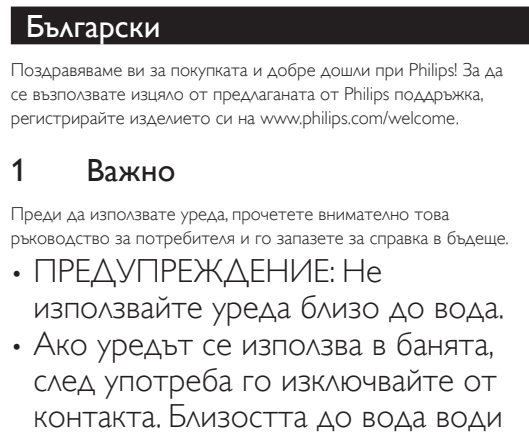 Български
Поздравяваме ви за покупката и добре дошли при Philips! За да
се възползвате изцяло от предлаганата от Philips поддръжка,
регистрирайте изделието си на www.philips.com/welcome.
1 Важно
Преди да използвате уреда, прочетете внимателно това
ръководство за потребителя и го запазете за справка в бъдеще.
• ПРЕДУПРЕЖДЕНИЕ: Не
използвайте уреда близо до вода.
• Ако уредът се използва в банята,
след употреба го изключвайте от
контакта. Близостта до вода води